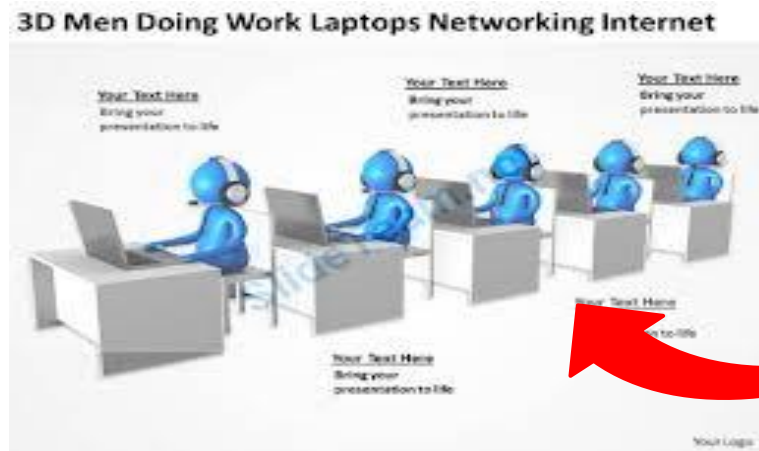 3D Men Doing Work Laptops Networking Internet
Your Text Here
Bring your
presentation to life
Your Text Here
Bring your
presentation to life
Your Text Here
Bring your
presentation to life
Your Text Here
to life
Your Text Here
Bring your
presentation to life
Your Logo